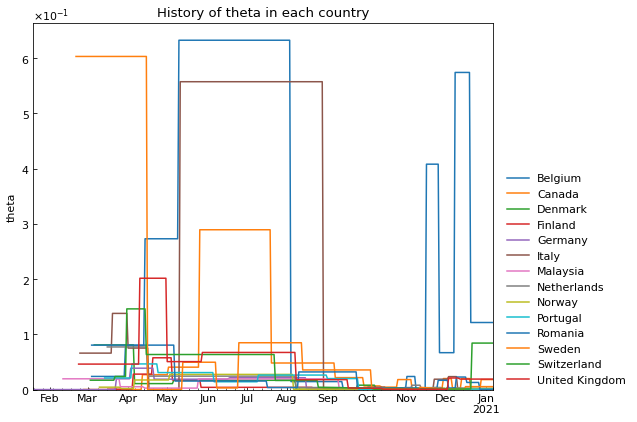 History of theta in each country
×10⁻¹
6
5
4
3
2
1
0
theta
Feb Mar Apr May Jun Jul Aug Sep Oct Nov Dec Jan
2021
Belgium
Canada
Denmark
Finland
Germany
Italy
Malaysia
Netherlands
Norway
Portugal
Romania
Sweden
Switzerland
United Kingdom